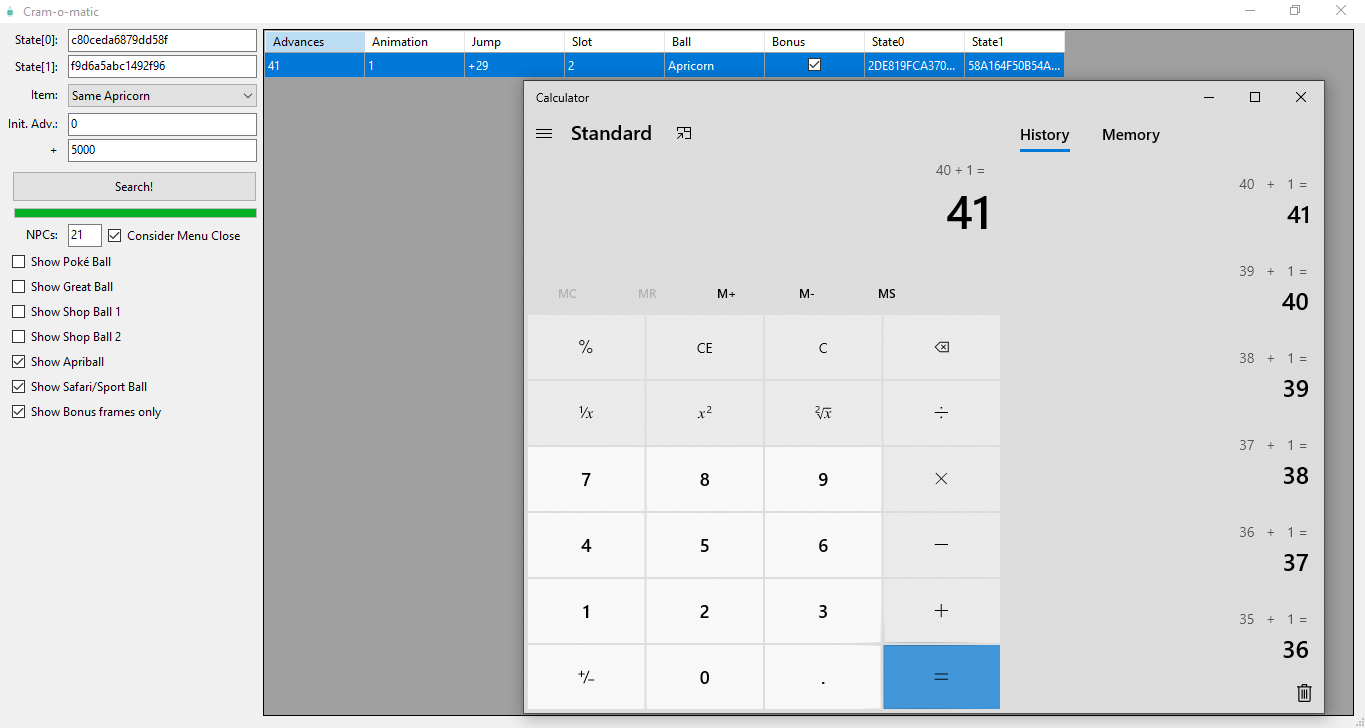 Cram-o-matic
State[0]: c80ceda6879dd58f
State[1]: f9d6a5abc1492f96
Item: Same Apricorn
Init. Adv.: 0
+ 5000
Search!
NPCs: 21 Consider Menu Close
Show Poké Ball
Show Great Ball
Show Shop Ball 1
Show Shop Ball 2
Show Apriball
Show Safari/Sport Ball
Show Bonus frames only
Advances Animation Jump Slot Ball Bonus State0 State1
41 1 +29 2 Apricorn 2DE819FCA370... 58A164F50B54A...
Calculator
Standard
40 + 1 =
41
MC MR M+ M- MS
% CE C
1/x x² ²√x ÷
7 8 9 ×
4 5 6 −
1 2 3 +
+/− 0 . =
History Memory
40 + 1 =
41
39 + 1 =
40
38 + 1 =
39
37 + 1 =
38
36 + 1 =
37
35 + 1 =
36